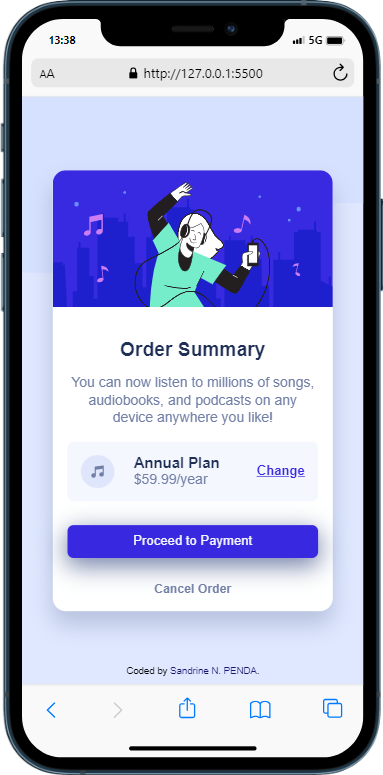 13:38
5G
AA
http://127.0.0.1:5500
Order Summary
You can now listen to millions of songs,
audiobooks, and podcasts on any
device anywhere you like!
Annual Plan
$59.99/year
Change
Proceed to Payment
Cancel Order
Coded by Sandrine N. PENDA.